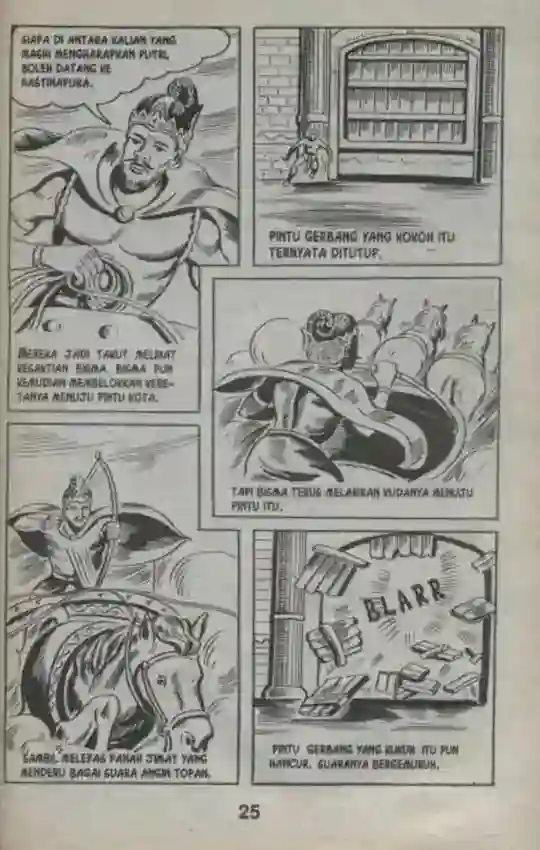 SIAPA DI ANTARA KALIAN YANG
MASIH MENGHARAPKAN PUTRI,
BOLEH DATANG KE
HASTINAPURA.
PINTU GERBANG YANG KOKOH ITU
TERNYATA DITUTUP.
MEREKA JADI TAKUT MELIHAT
KESAKTIAN BISMA. BISMA PUN
KEMUDIAN MEMBELOKKAN KERE-
TANYA MENUJU PINTU KOTA.
TAPI BISMA TERUS MELARIKAN KUDANYA MENUJU
PINTU ITU.
SAMBIL MELEPAS PANAH JIMAT YANG
MENDERU BAGAI SUARA ANGIN TOPAN.
BLARR
PINTU GERBANG YANG KUKUH ITU PUN
HANCUR. SUARANYA BERGEMURUH.
25